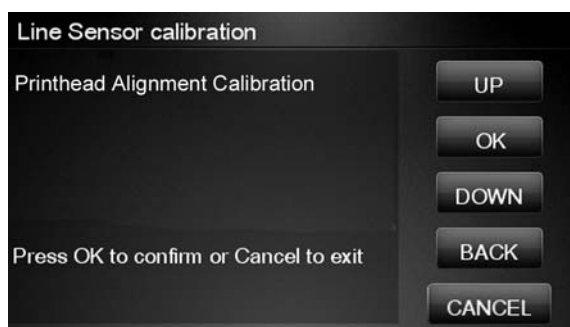 Line Sensor calibration
Printhead Alignment Calibration
UP
OK
DOWN
Press OK to confirm or Cancel to exit
BACK
CANCEL